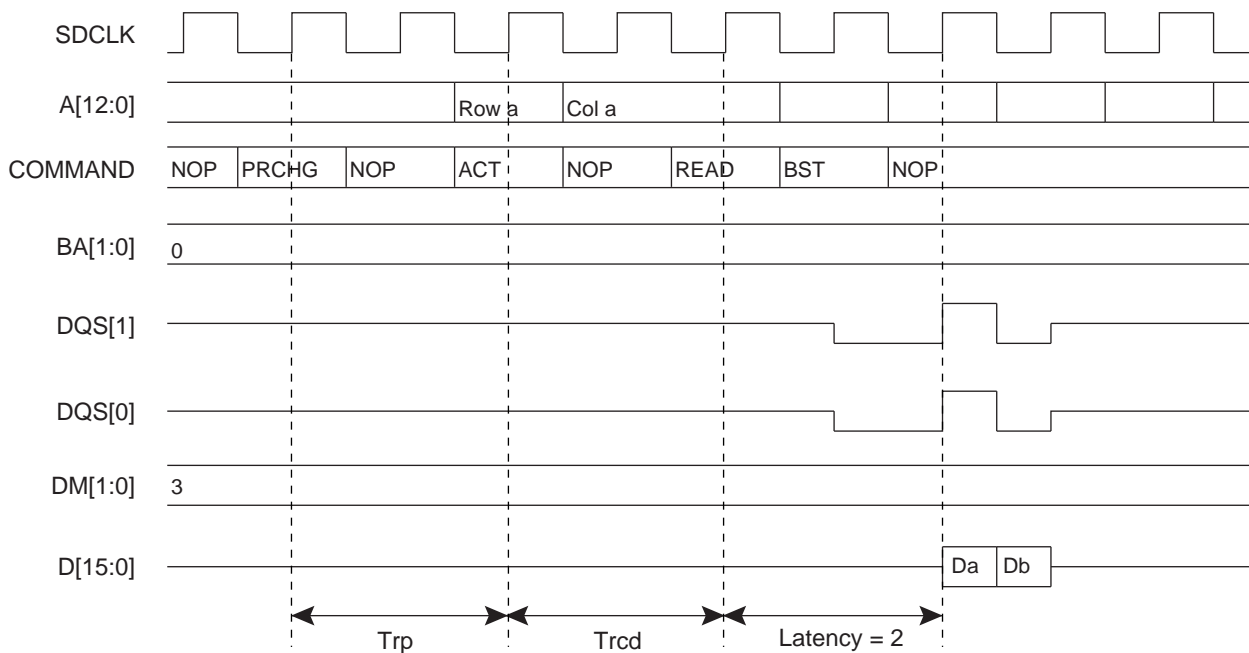 SDCLK
A[12:0] Row a Col a
COMMAND NOP PRCHG NOP ACT NOP READ BST NOP
BA[1:0] 0
DQS[1]
DQS[0]
DM[1:0] 3
D[15:0] Da Db
Trp Trcd Latency = 2